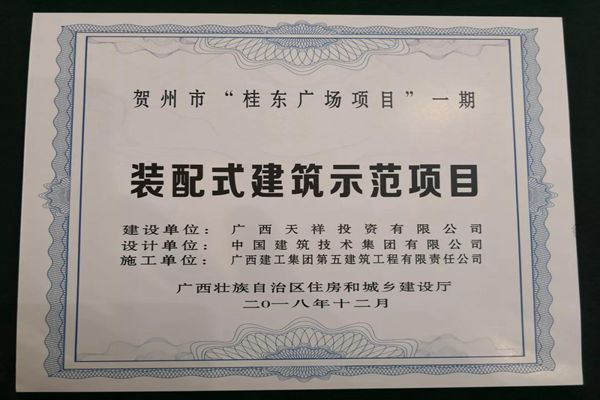 贺州市“桂东广场项目”一期
装配式建筑示范项目
建设单位：广西天祥投资有限公司
设计单位：中国建筑技术集团有限公司
施工单位：广西建工集团第五建筑工程有限责任公司
广西壮族自治区住房和城乡建设厅
二〇一八年十二月